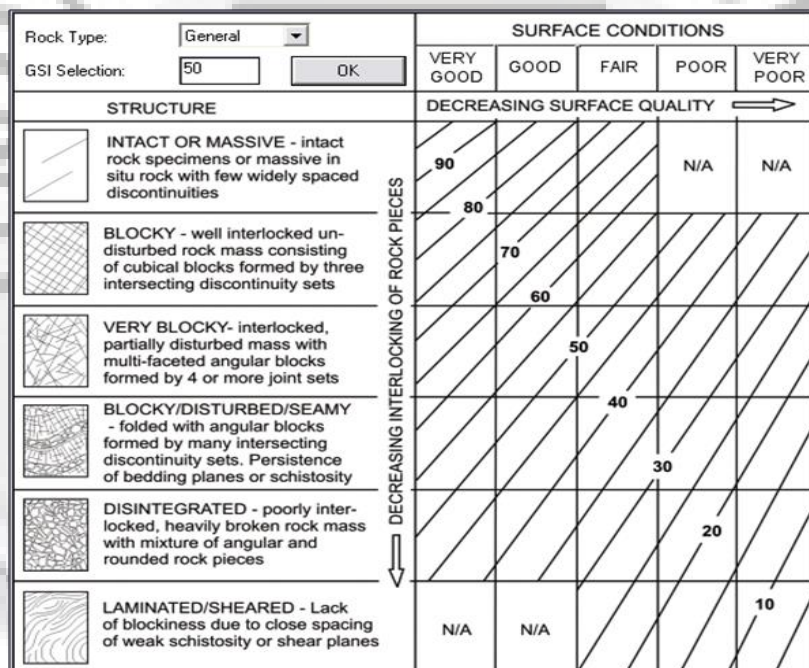 Rock Type: General
GSI Selection: 50 OK
SURFACE CONDITIONS
VERY GOOD
GOOD
FAIR
POOR
VERY POOR
STRUCTURE
DECREASING SURFACE QUALITY
DECREASING INTERLOCKING OF ROCK PIECES
INTACT OR MASSIVE - intact
rock specimens or massive in
situ rock with few widely spaced
discontinuities
90
N/A
N/A
80
BLOCKY - well interlocked un-
disturbed rock mass consisting
of cubical blocks formed by three
intersecting discontinuity sets
70
60
VERY BLOCKY- interlocked,
partially disturbed mass with
multi-faceted angular blocks
formed by 4 or more joint sets
50
BLOCKY/DISTURBED/SEAMY
- folded with angular blocks
formed by many intersecting
discontinuity sets. Persistence
of bedding planes or schistosity
40
30
DISINTEGRATED - poorly inter-
locked, heavily broken rock mass
with mixture of angular and
rounded rock pieces
20
LAMINATED/SHEARED - Lack
of blockiness due to close spacing
of weak schistosity or shear planes
N/A
N/A
10